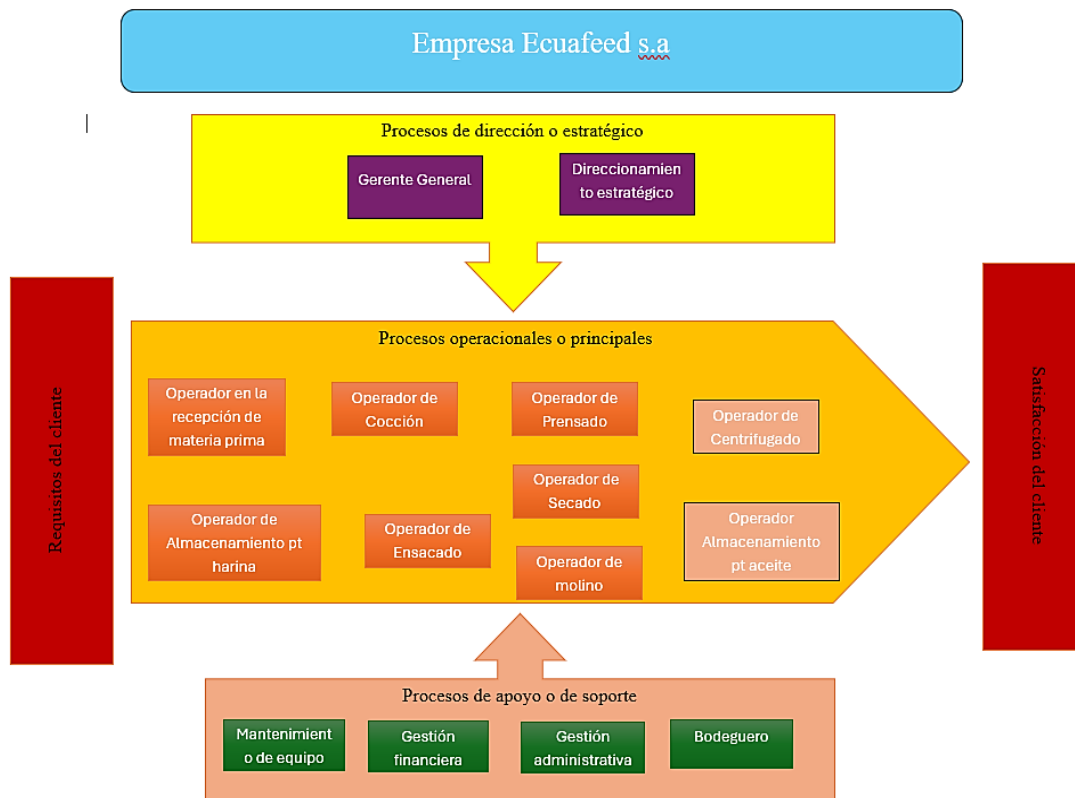 Empresa Ecuafeed s.a
Procesos de dirección o estratégico
Gerente General
Direccionamien
to estratégico
Requisitos del cliente
Procesos operacionales o principales
Operador en la
recepción de
materia prima
Operador de
Cocción
Operador de
Prensado
Operador de
Centrifugado
Operador de
Secado
Operador de
Almacenamiento pt
harina
Operador de
Ensacado
Operador de
molino
Operador
Almacenamiento
pt aceite
Satisfacción del cliente
Procesos de apoyo o de soporte
Mantenimient
o de equipo
Gestión
financiera
Gestión
administrativa
Bodeguero